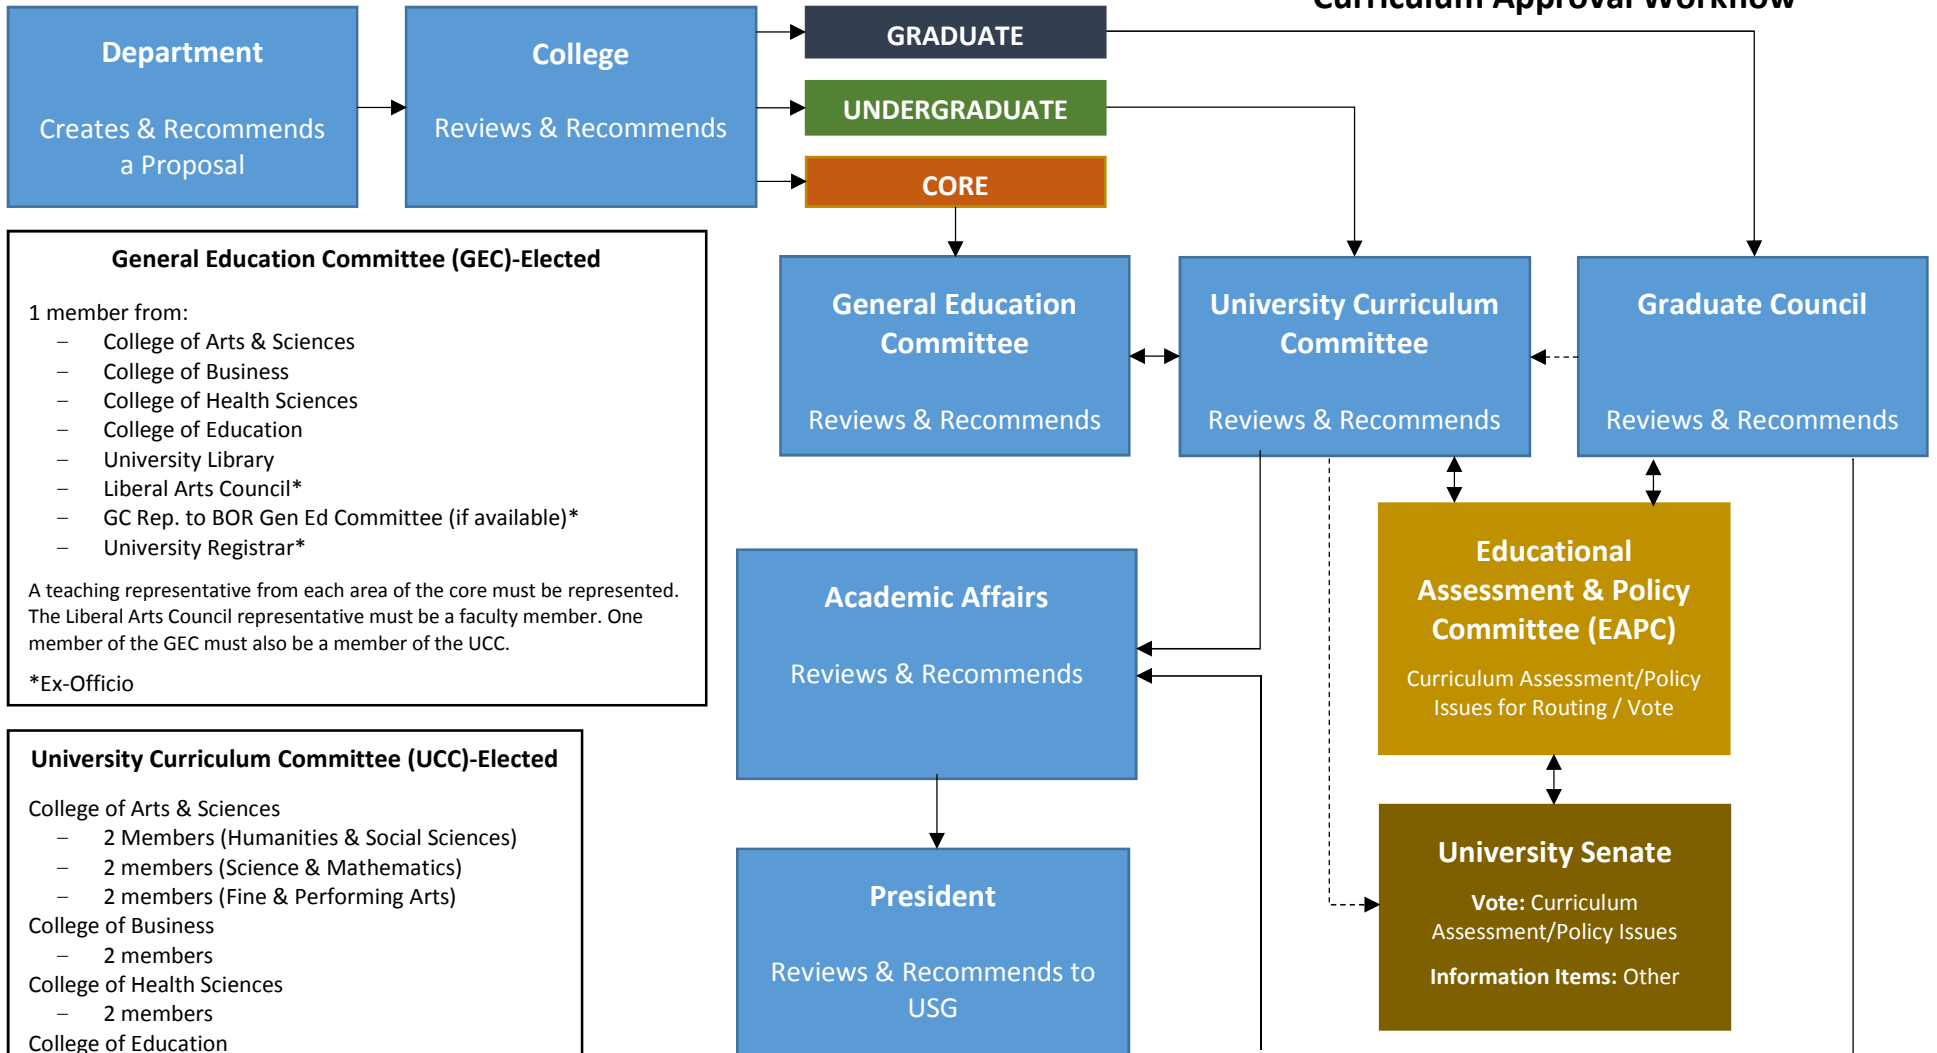 Curriculum Approval Workflow
Department
Creates & Recommends
a Proposal
College
Reviews & Recommends
GRADUATE
UNDERGRADUATE
CORE
General Education Committee (GEC)-Elected
1 member from:
– College of Arts & Sciences
– College of Business
– College of Health Sciences
– College of Education
– University Library
– Liberal Arts Council*
– GC Rep. to BOR Gen Ed Committee (if available)*
– University Registrar*
A teaching representative from each area of the core must be represented.
The Liberal Arts Council representative must be a faculty member. One
member of the GEC must also be a member of the UCC.
*Ex-Officio
General Education
Committee
Reviews & Recommends
University Curriculum
Committee
Reviews & Recommends
Graduate Council
Reviews & Recommends
Educational
Assessment & Policy
Committee (EAPC)
Curriculum Assessment/Policy
Issues for Routing / Vote
Academic Affairs
Reviews & Recommends
University Curriculum Committee (UCC)-Elected
College of Arts & Sciences
– 2 Members (Humanities & Social Sciences)
– 2 members (Science & Mathematics)
– 2 members (Fine & Performing Arts)
College of Business
– 2 members
College of Health Sciences
– 2 members
College of Education
President
Reviews & Recommends to
USG
University Senate
Vote: Curriculum
Assessment/Policy Issues
Information Items: Other